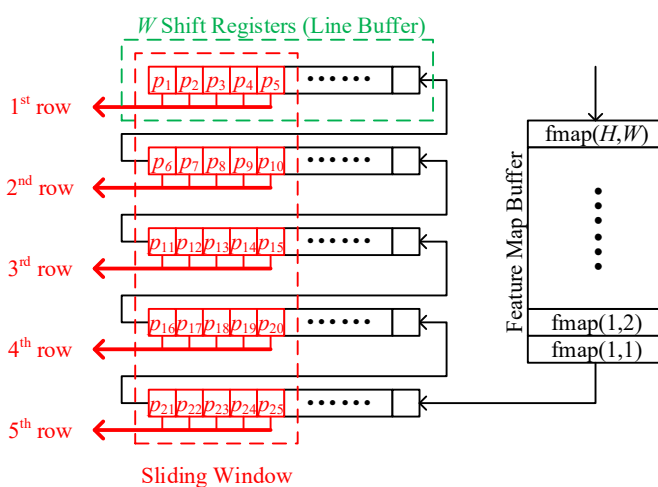 W Shift Registers (Line Buffer)
p1 p2 p3 p4 p5 ••••••
1st row
p6 p7 p8 p9 p10 ••••••
2nd row
p11 p12 p13 p14 p15 ••••••
3rd row
p16 p17 p18 p19 p20 ••••••
4th row
p21 p22 p23 p24 p25 ••••••
5th row
Sliding Window
Feature Map Buffer
fmap(H,W)
fmap(1,2)
fmap(1,1)